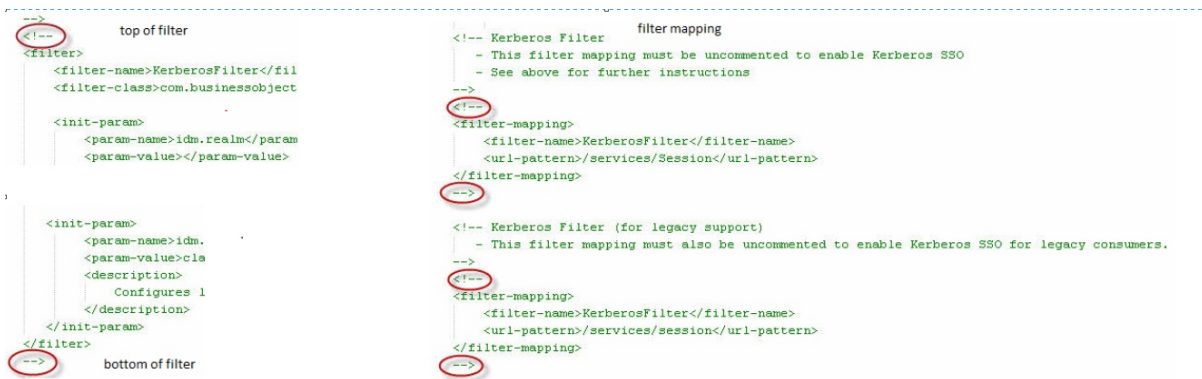 -->
top of filter
<!--
<filter>
<filter-name>KerberosFilter</fil
<filter-class>com.businessobject
<init-param>
<param-name>idm.realm</param
<param-value></param-value>
<init-param>
<param-name>idm.
<param-value>cla
<description>
Configures l
</description>
</init-param>
</filter>
-->
bottom of filter
filter mapping
<!-- Kerberos Filter
- This filter mapping must be uncommented to enable Kerberos SSO
- See above for further instructions
-->
<!--
<filter-mapping>
<filter-name>KerberosFilter</filter-name>
<url-pattern>/services/Session</url-pattern>
</filter-mapping>
-->
<!-- Kerberos Filter (for legacy support)
- This filter mapping must also be uncommented to enable Kerberos SSO for legacy consumers.
-->
<!--
<filter-mapping>
<filter-name>KerberosFilter</filter-name>
<url-pattern>/services/session</url-pattern>
</filter-mapping>
-->